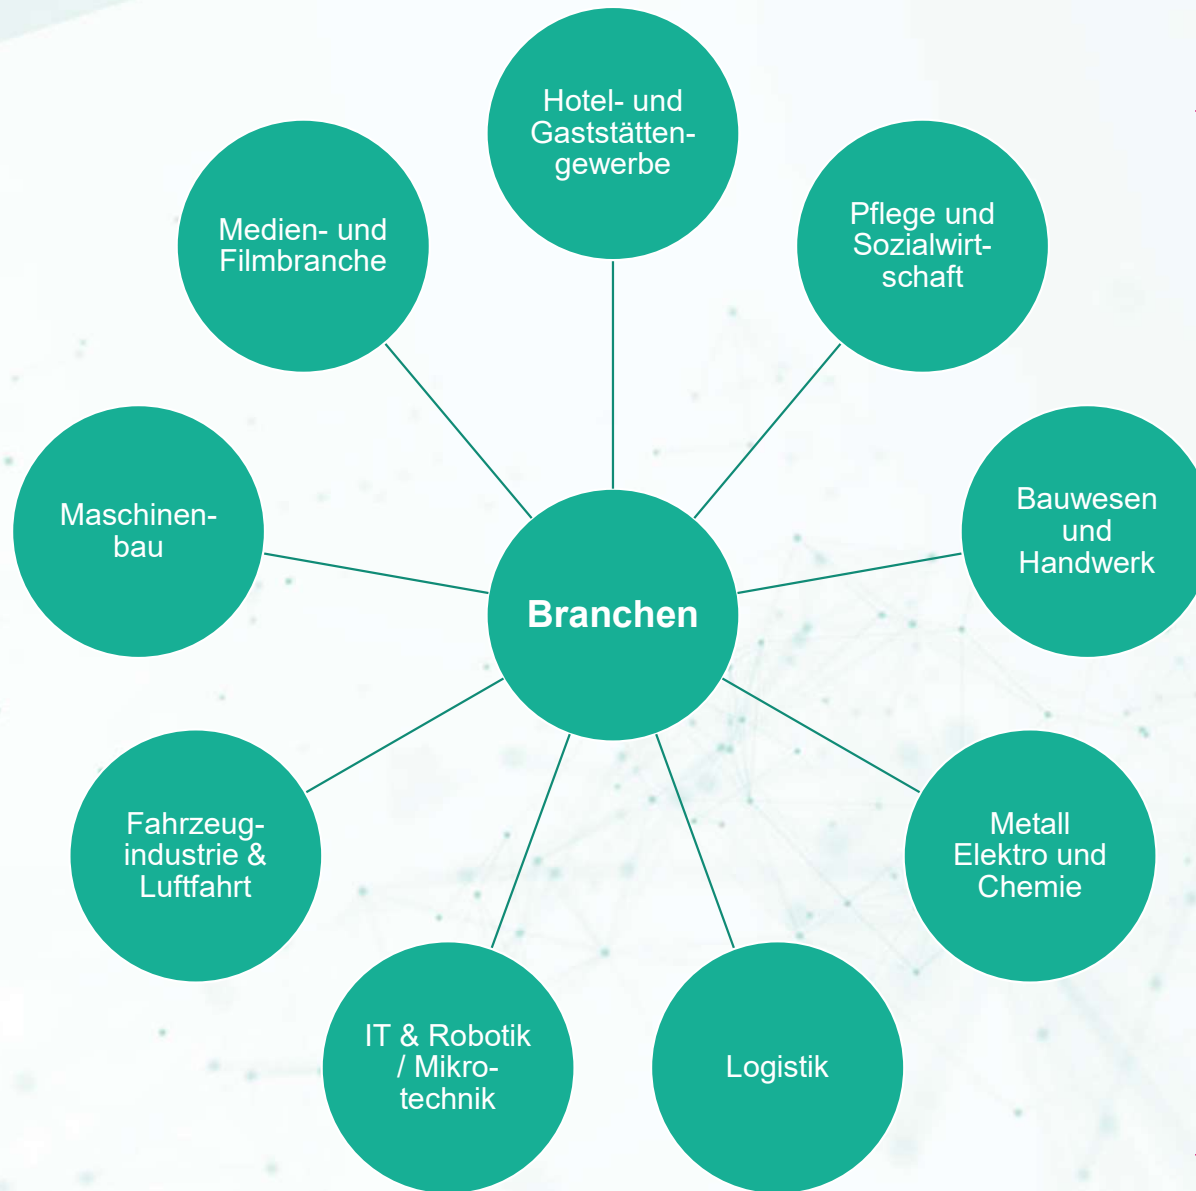 Hotel- und
Gaststätten-
gewerbe
Pflege und
Sozialwirt-
schaft
Bauwesen
und
Handwerk
Metall
Elektro und
Chemie
Logistik
IT & Robotik
/ Mikro-
technik
Fahrzeug-
industrie &
Luftfahrt
Maschinen-
bau
Medien- und
Filmbranche
Branchen